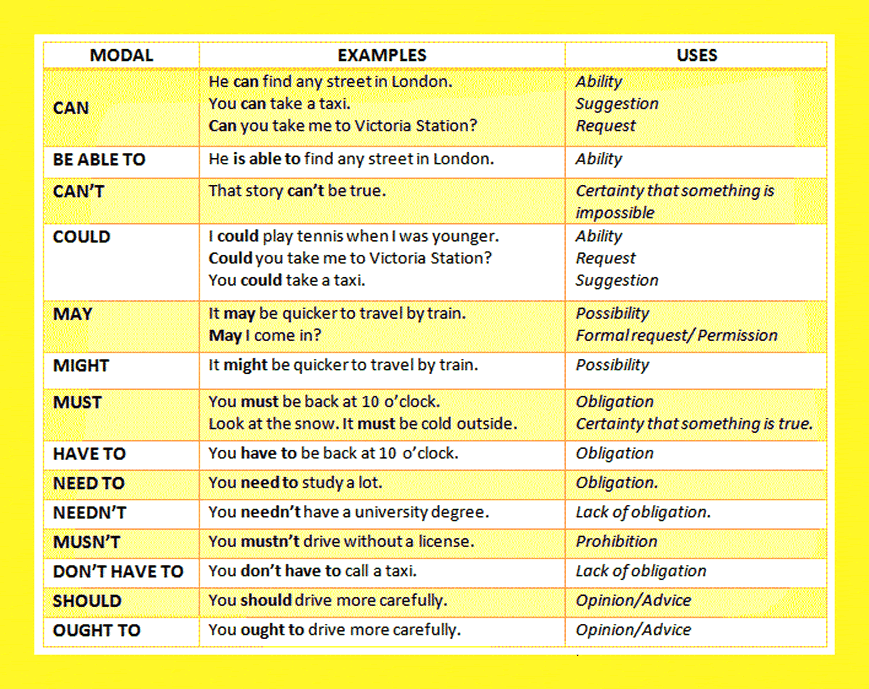 MODAL EXAMPLES USES
CAN
He can find any street in London. Ability
You can take a taxi. Suggestion
Can you take me to Victoria Station? Request
BE ABLE TO He is able to find any street in London. Ability
CAN'T That story can't be true. Certainty that something is
impossible
COULD I could play tennis when I was younger. Ability
Could you take me to Victoria Station? Request
You could take a taxi. Suggestion
MAY It may be quicker to travel by train. Possibility
May I come in? Formal request/ Permission
MIGHT It might be quicker to travel by train. Possibility
MUST You must be back at 10 o'clock. Obligation
Look at the snow. It must be cold outside. Certainty that something is true.
HAVE TO You have to be back at 10 o'clock. Obligation
NEED TO You need to study a lot. Obligation.
NEEDN'T You needn't have a university degree. Lack of obligation.
MUSN'T You mustn't drive without a license. Prohibition
DON'T HAVE TO You don't have to call a taxi. Lack of obligation
SHOULD You should drive more carefully. Opinion/Advice
OUGHT TO You ought to drive more carefully. Opinion/Advice